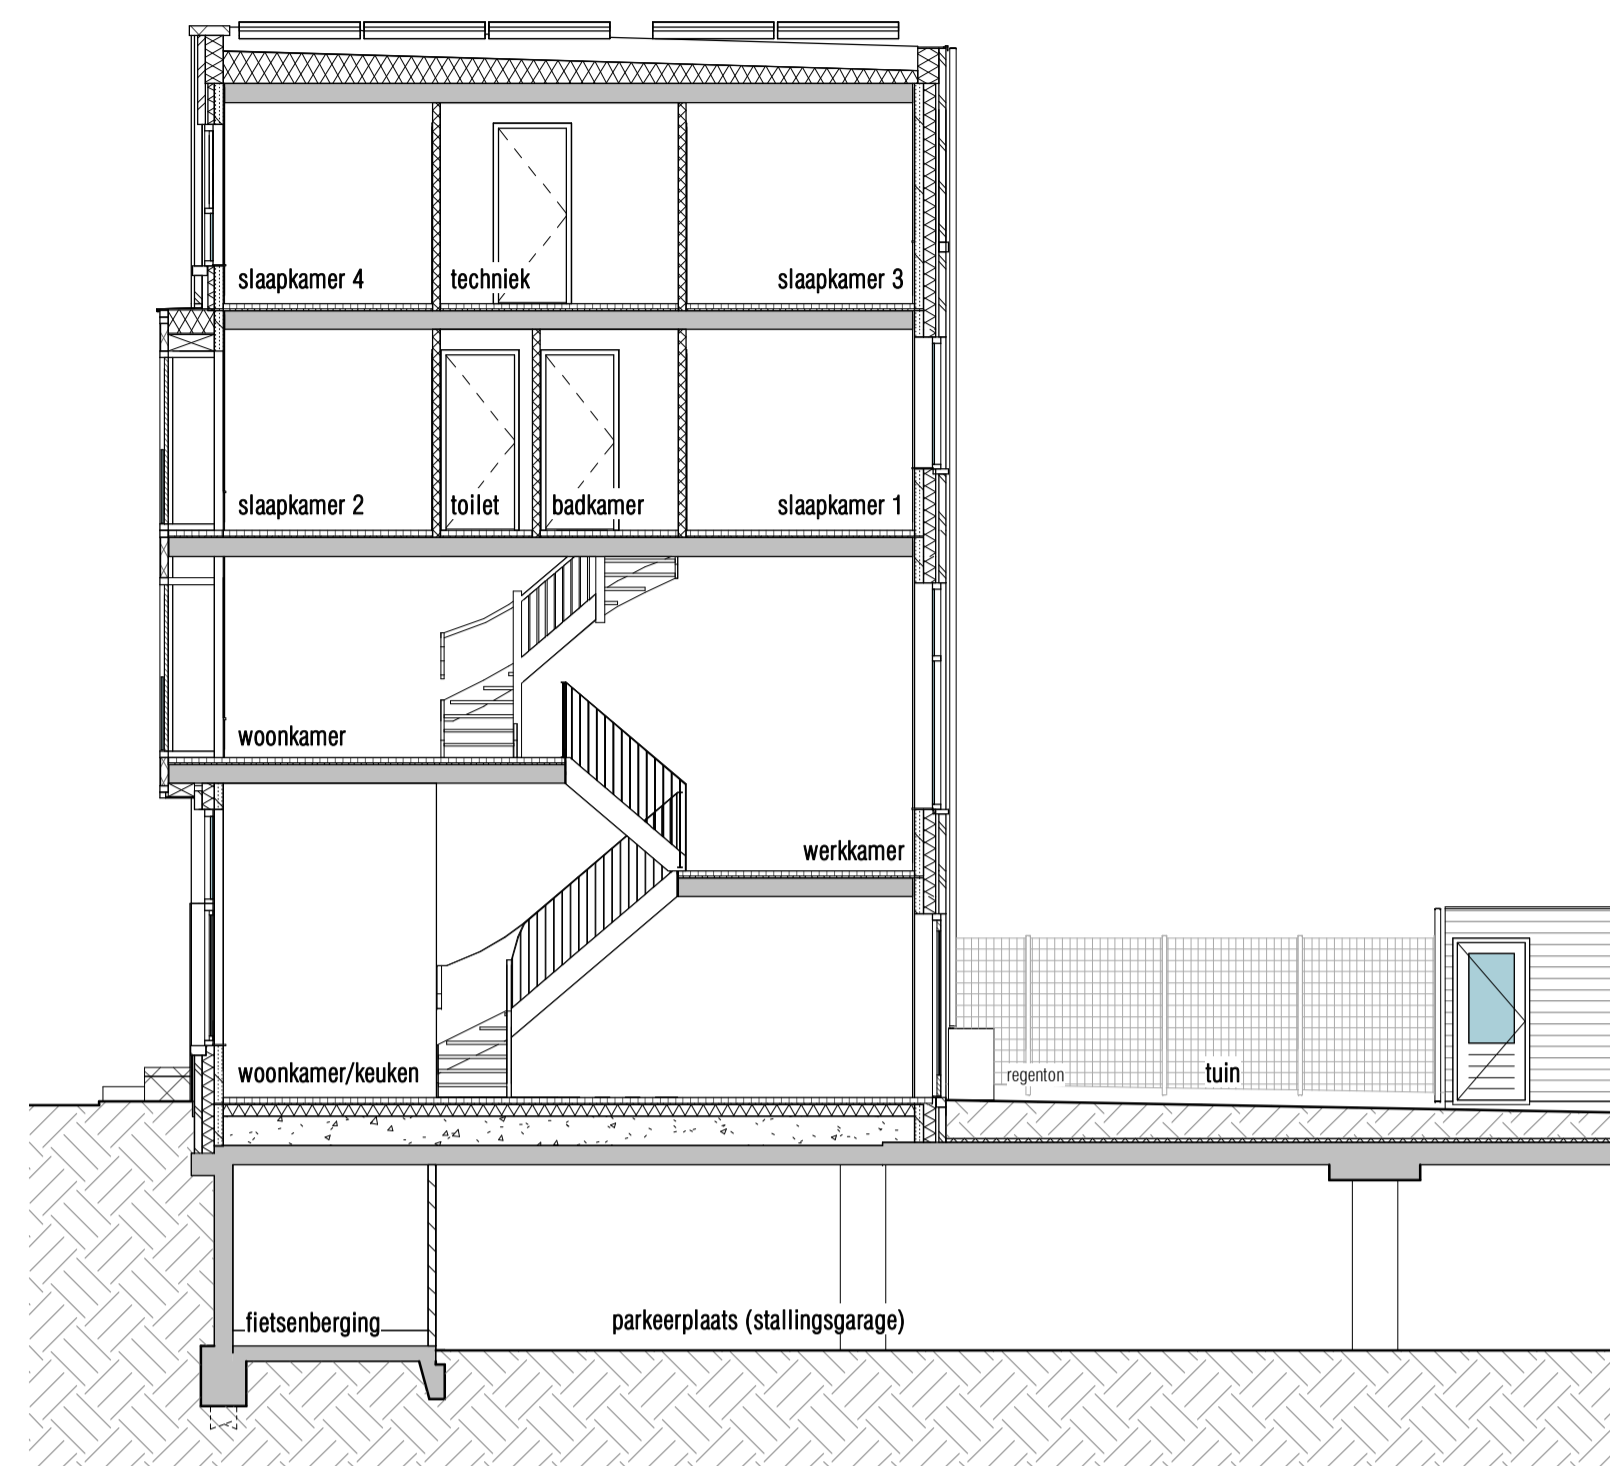 slaapkamer 4
techniek
slaapkamer 3
slaapkamer 2
toilet
badkamer
slaapkamer 1
woonkamer
werkkamer
woonkamer/keuken
regenton
tuin
fietsenberging
parkeerplaats (stallingsgarage)